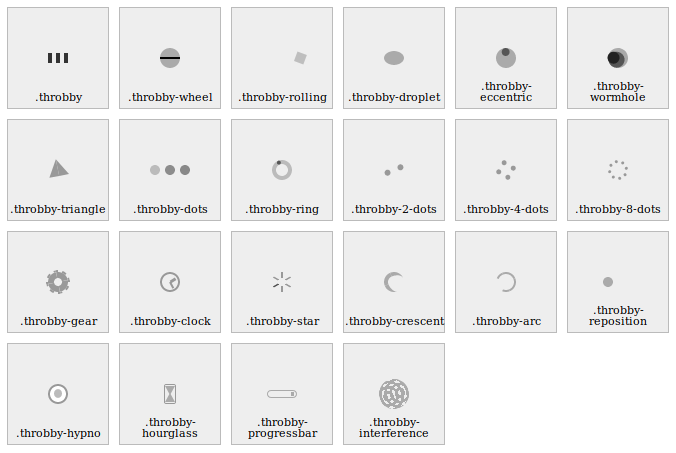 .throbby
.throbby-wheel
.throbby-rolling
.throbby-droplet
.throbby-
eccentric
.throbby-
wormhole
.throbby-triangle
.throbby-dots
.throbby-ring
.throbby-2-dots
.throbby-4-dots
.throbby-8-dots
.throbby-gear
.throbby-clock
.throbby-star
.throbby-crescent
.throbby-arc
.throbby-
reposition
.throbby-hypno
.throbby-
hourglass
.throbby-
progressbar
.throbby-
interference